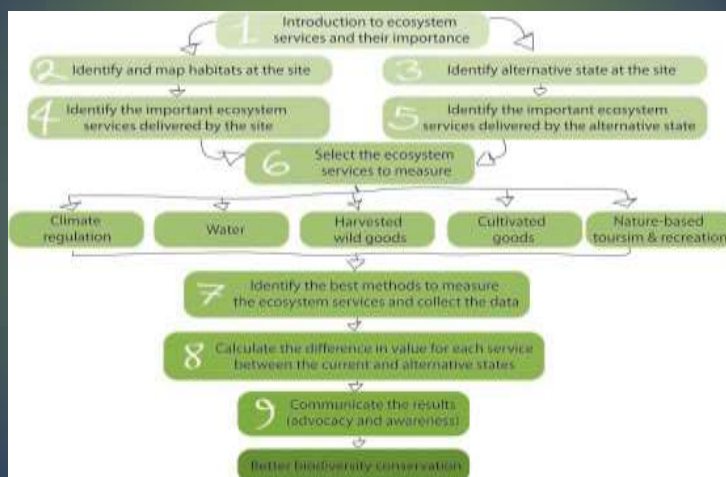 1 Introduction to ecosystem
services and their importance
2 Identify and map habitats at the site
3 Identify alternative state at the site
4 Identify the important ecosystem
services delivered by the site
5 Identify the important ecosystem
services delivered by the alternative state
6 Select the ecosystem
services to measure
Climate
regulation
Water
Harvested
wild goods
Cultivated
goods
Nature-based
toursim & recreation
7 Identify the best methods to measure
the ecosystem services and collect the data
8 Calculate the difference in value for each service
between the current and alternative states
9 Communicate the results
(advocacy and awareness)
Better biodiversity conservation